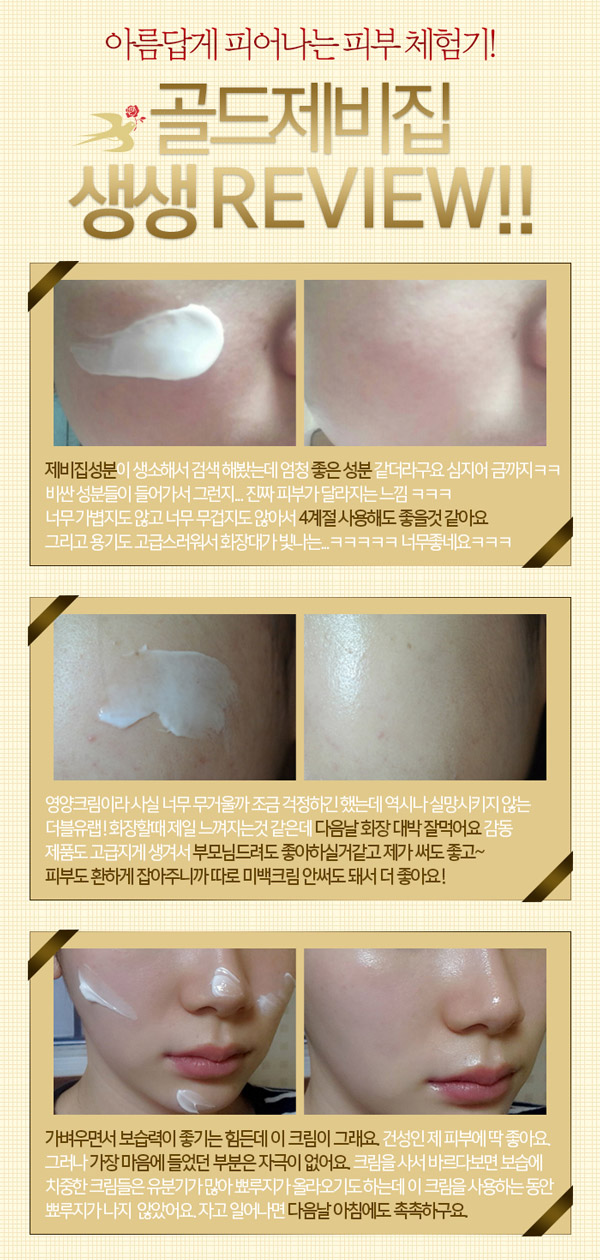 아름답게 피어나는 피부 체험기!
골드제비집
생생 REVIEW!!
제비집성분이 생소해서 검색 해봤는데 엄청 좋은 성분 같더라구요 심지어 금까지ㅋㅋ
비싼 성분들이 들어가서 그런지... 진짜 피부가 달라지는 느낌 ㅋㅋㅋ
너무 가볍지도 않고 너무 무겁지도 않아서 4계절 사용해도 좋을것 같아요
그리고 용기도 고급스러워서 화장대가 빛나는...ㅋㅋㅋㅋㅋ 너무좋네요ㅋㅋㅋ
영양크림이라 사실 너무 무거울까 조금 걱정하긴 했는데 역시나 실망시키지 않는
더블유랩! 화장할때 제일 느껴지는것 같은데 다음날 화장 대박 잘먹어요 감동
제품도 고급지게 생겨서 부모님드려도 좋아하실거같고 제가 써도 좋고~
피부도 환하게 잡아주니까 따로 미백크림 안써도 돼서 더 좋아요!
가벼우면서 보습력이 좋기는 힘든데 이 크림이 그래요. 건성인 제 피부에 딱 좋아요.
그러나 가장 마음에 들었던 부분은 자극이 없어요. 크림을 사서 바르다보면 보습에
치중한 크림들은 유분기가 많아 뾰루지가 올라오기도 하는데 이 크림을 사용하는 동안
뾰루지가 나지 않았어요. 자고 일어나면 다음날 아침에도 촉촉하구요.